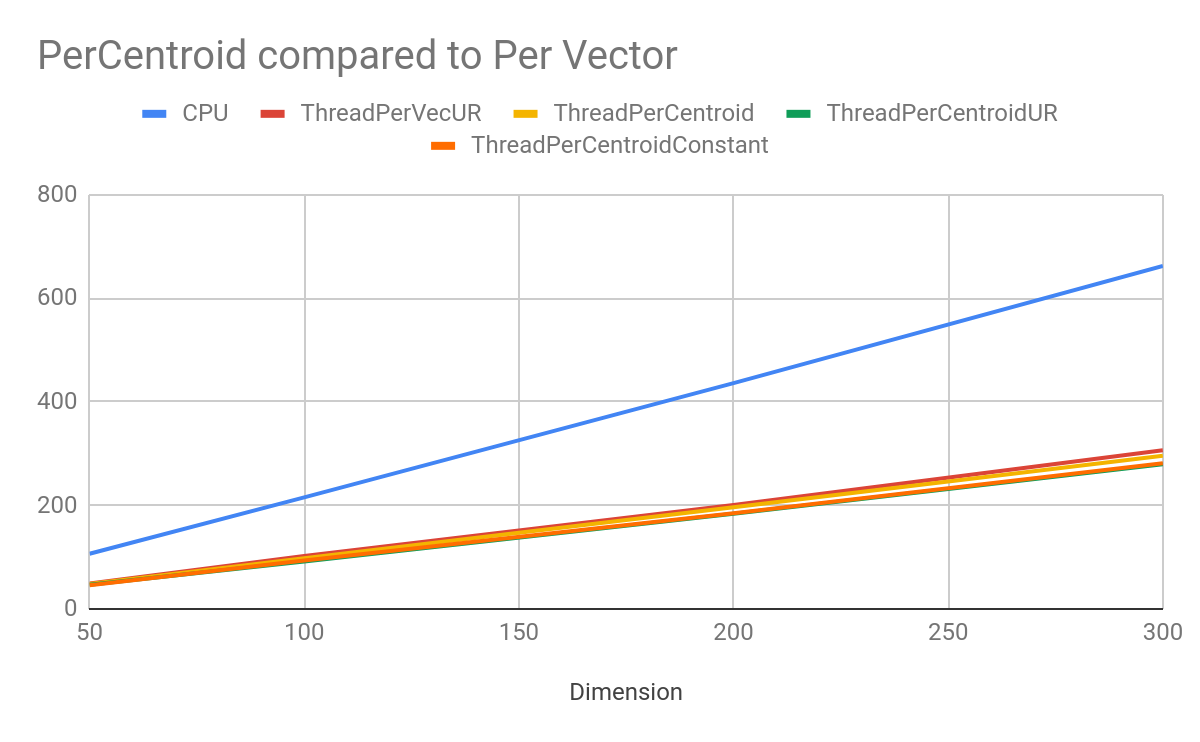 PerCentroid compared to Per Vector
CPU ThreadPerVecUR ThreadPerCentroid ThreadPerCentroidUR
ThreadPerCentroidConstant
800
600
400
200
0
50 100 150 200 250 300
Dimension